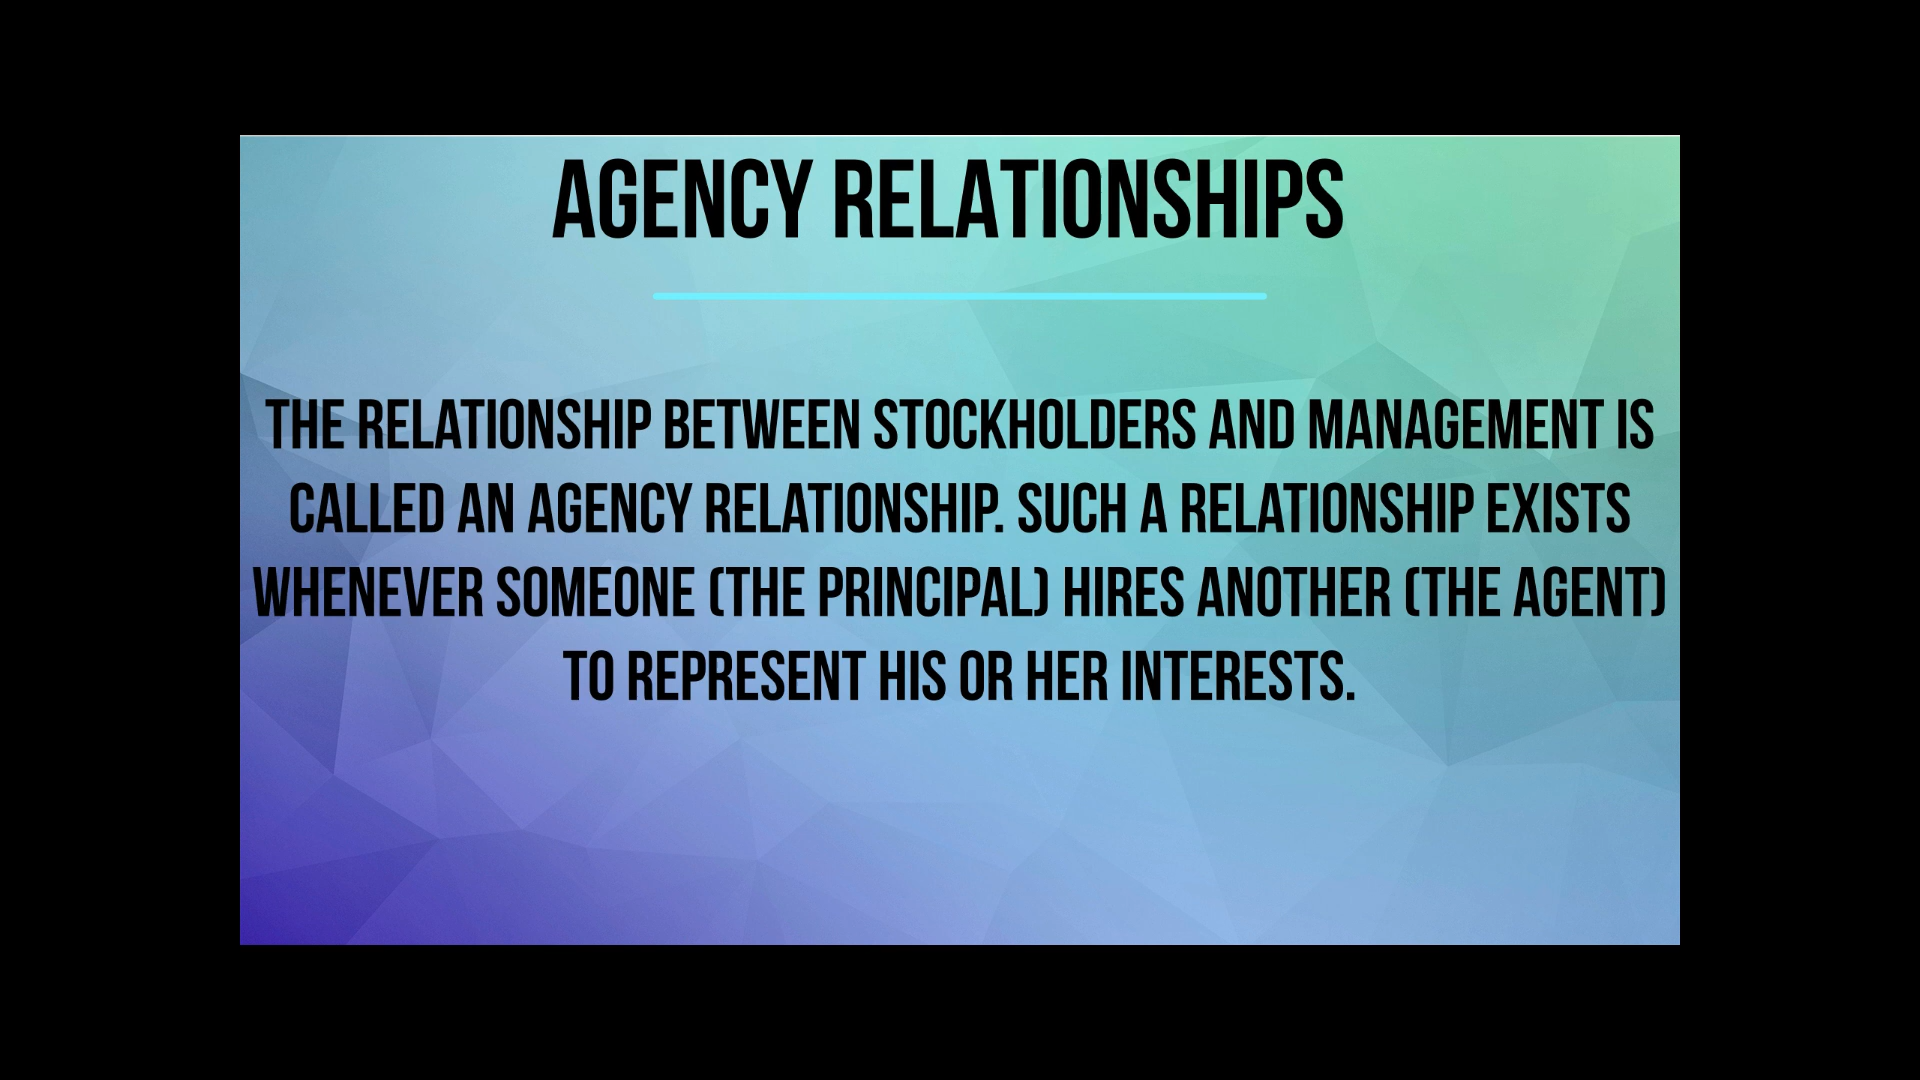 AGENCY RELATIONSHIPS
THE RELATIONSHIP BETWEEN STOCKHOLDERS AND MANAGEMENT IS
CALLED AN AGENCY RELATIONSHIP. SUCH A RELATIONSHIP EXISTS
WHENEVER SOMEONE (THE PRINCIPAL) HIRES ANOTHER (THE AGENT)
TO REPRESENT HIS OR HER INTERESTS.